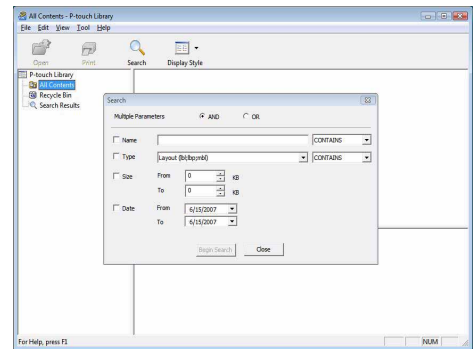 All Contents - P-touch Library
File Edit View Tool Help
Open Print Search Display Style
P-touch Library
All Contents
Recycle Bin
Search Results
Search
Multiple Parameters AND OR
Name CONTAINS
Type Layout (lbl;lbp;mbl) CONTAINS
Size From 0 KB
To 0 KB
Date From 6/15/2007
To 6/15/2007
Begin Search Close
For Help, press F1 NUM